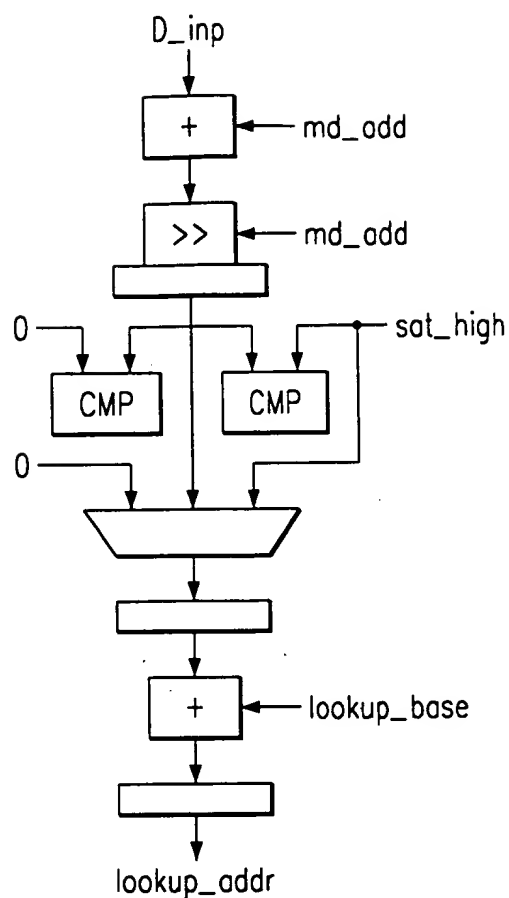 D_inp
+
md_add
>>
md_add
0
sat_high
CMP
CMP
0
+
lookup_base
lookup_addr